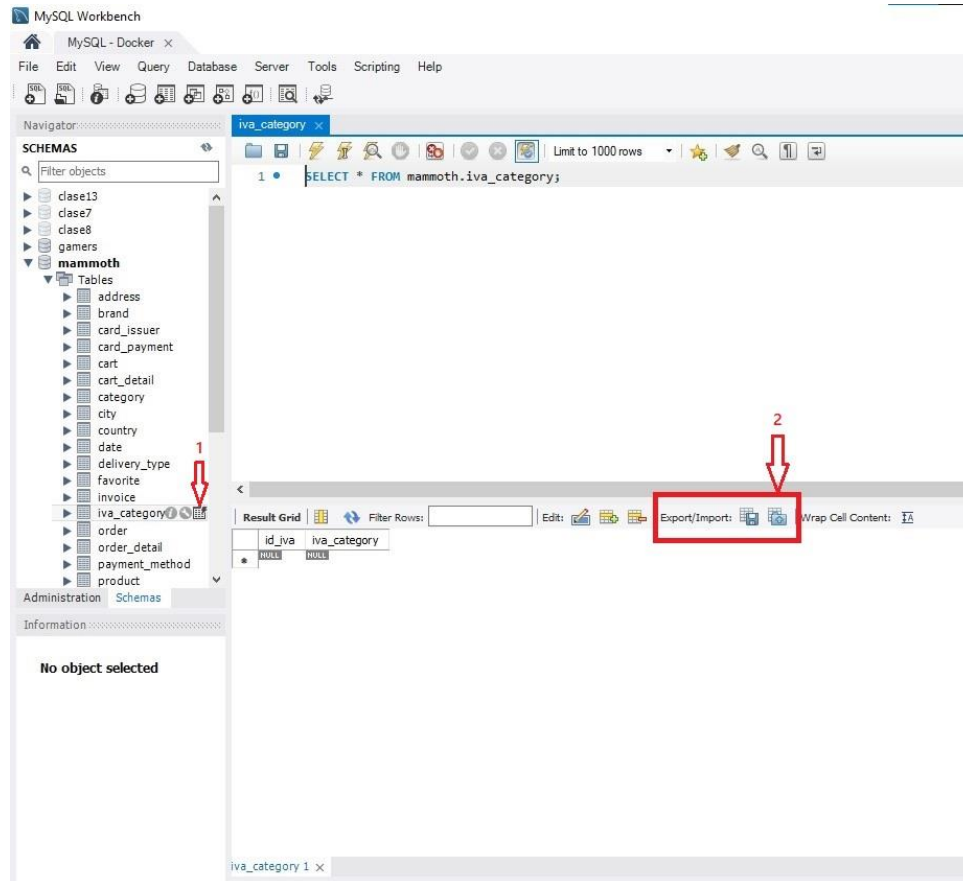 MySQL Workbench
MySQL - Docker
File Edit View Query Database Server Tools Scripting Help
Navigator
SCHEMAS
Filter objects
clase13
clase7
clase8
gamers
mammoth
Tables
address
brand
card_issuer
card_payment
cart
cart_detail
category
city
country
date
delivery_type
favorite
invoice
iva_category
order
order_detail
payment_method
product
1
Administration Schemas
Information
No object selected
iva_category
Limit to 1000 rows
1 SELECT * FROM mammoth.iva_category;
2
Result Grid Filter Rows: Edit: Export/Import: Wrap Cell Content:
id_iva iva_category
NULL NULL
iva_category 1